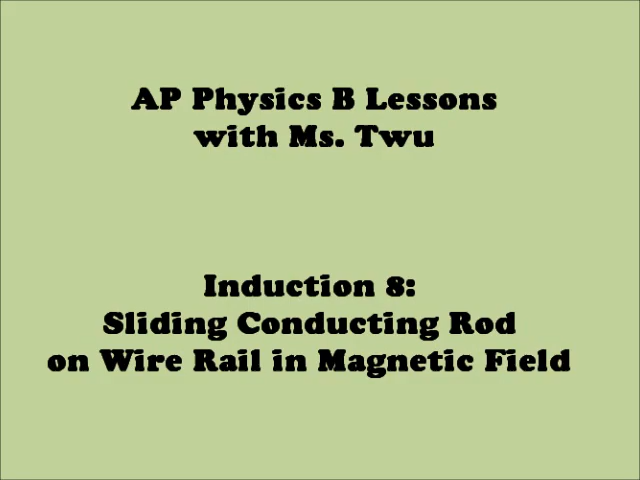 AP Physics B Lessons
with Ms. Twu
Induction 8:
Sliding Conducting Rod
on Wire Rail in Magnetic Field